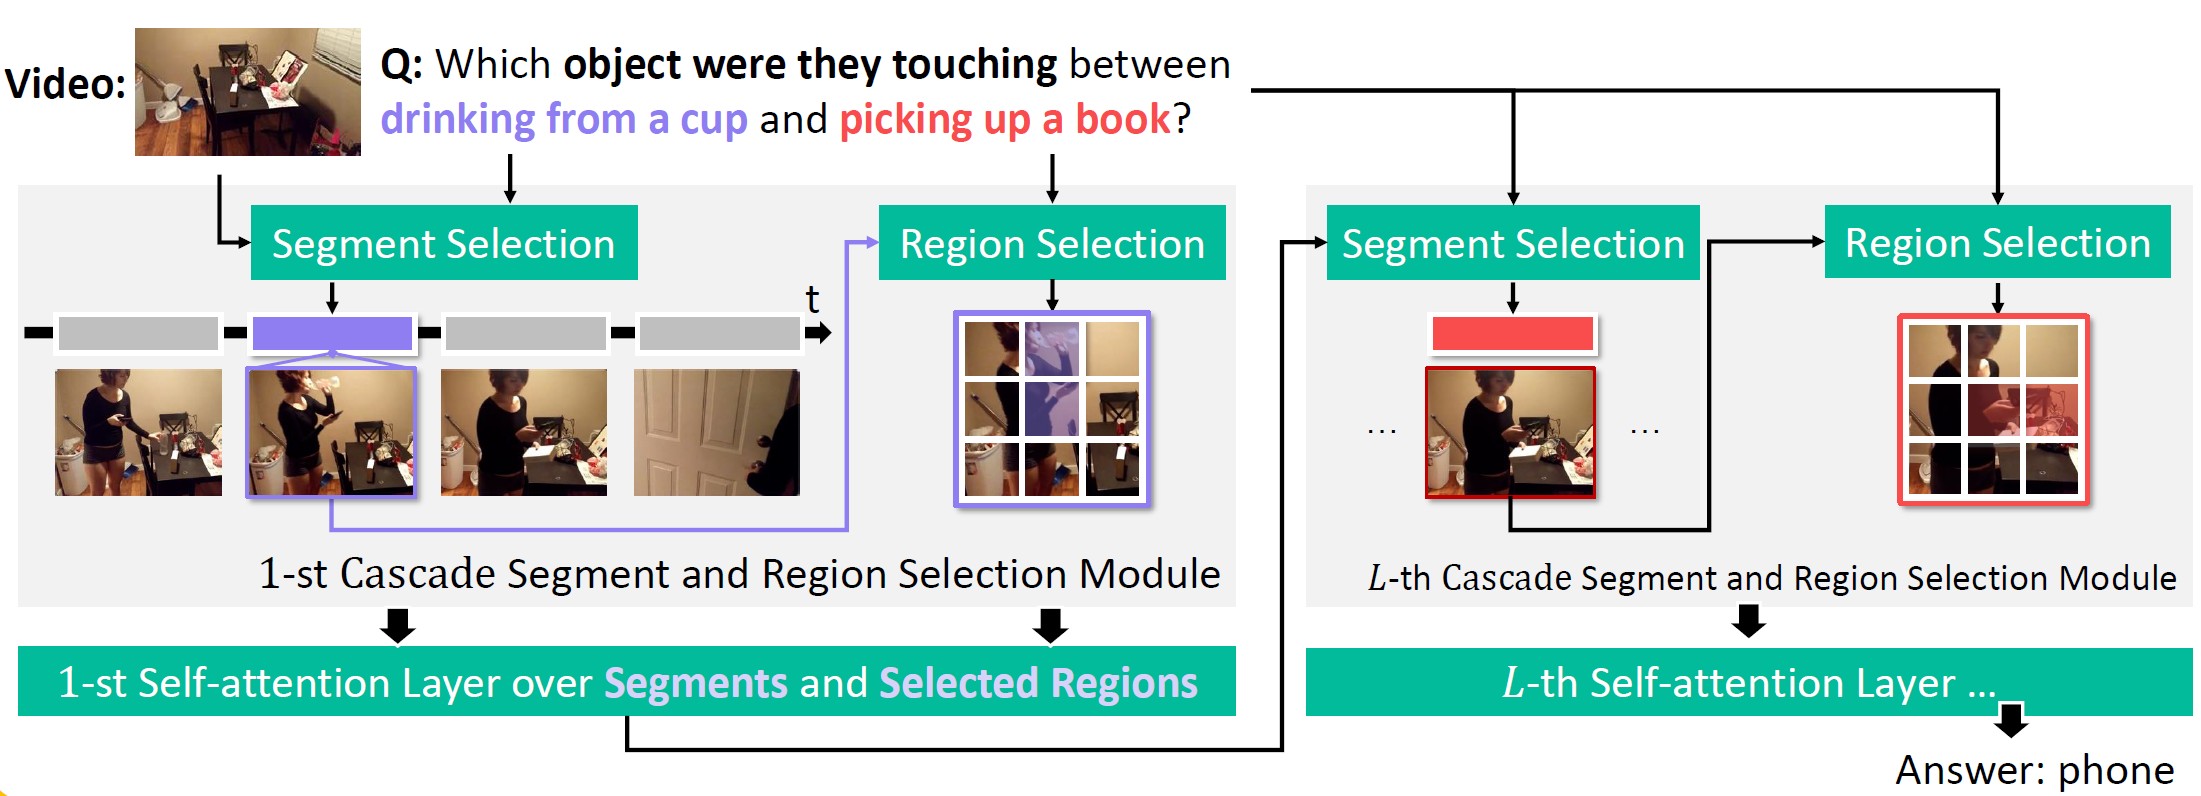 Video:
Q: Which object were they touching between
drinking from a cup and picking up a book?
Segment Selection
Region Selection
t
1-st Cascade Segment and Region Selection Module
1-st Self-attention Layer over Segments and Selected Regions
Segment Selection
Region Selection
...
...
L-th Cascade Segment and Region Selection Module
L-th Self-attention Layer ...
Answer: phone